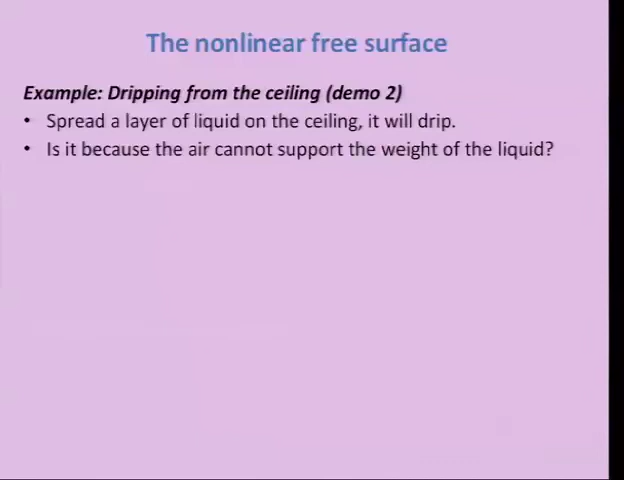 The nonlinear free surface
Example: Dripping from the ceiling (demo 2)
• Spread a layer of liquid on the ceiling, it will drip.
• Is it because the air cannot support the weight of the liquid?